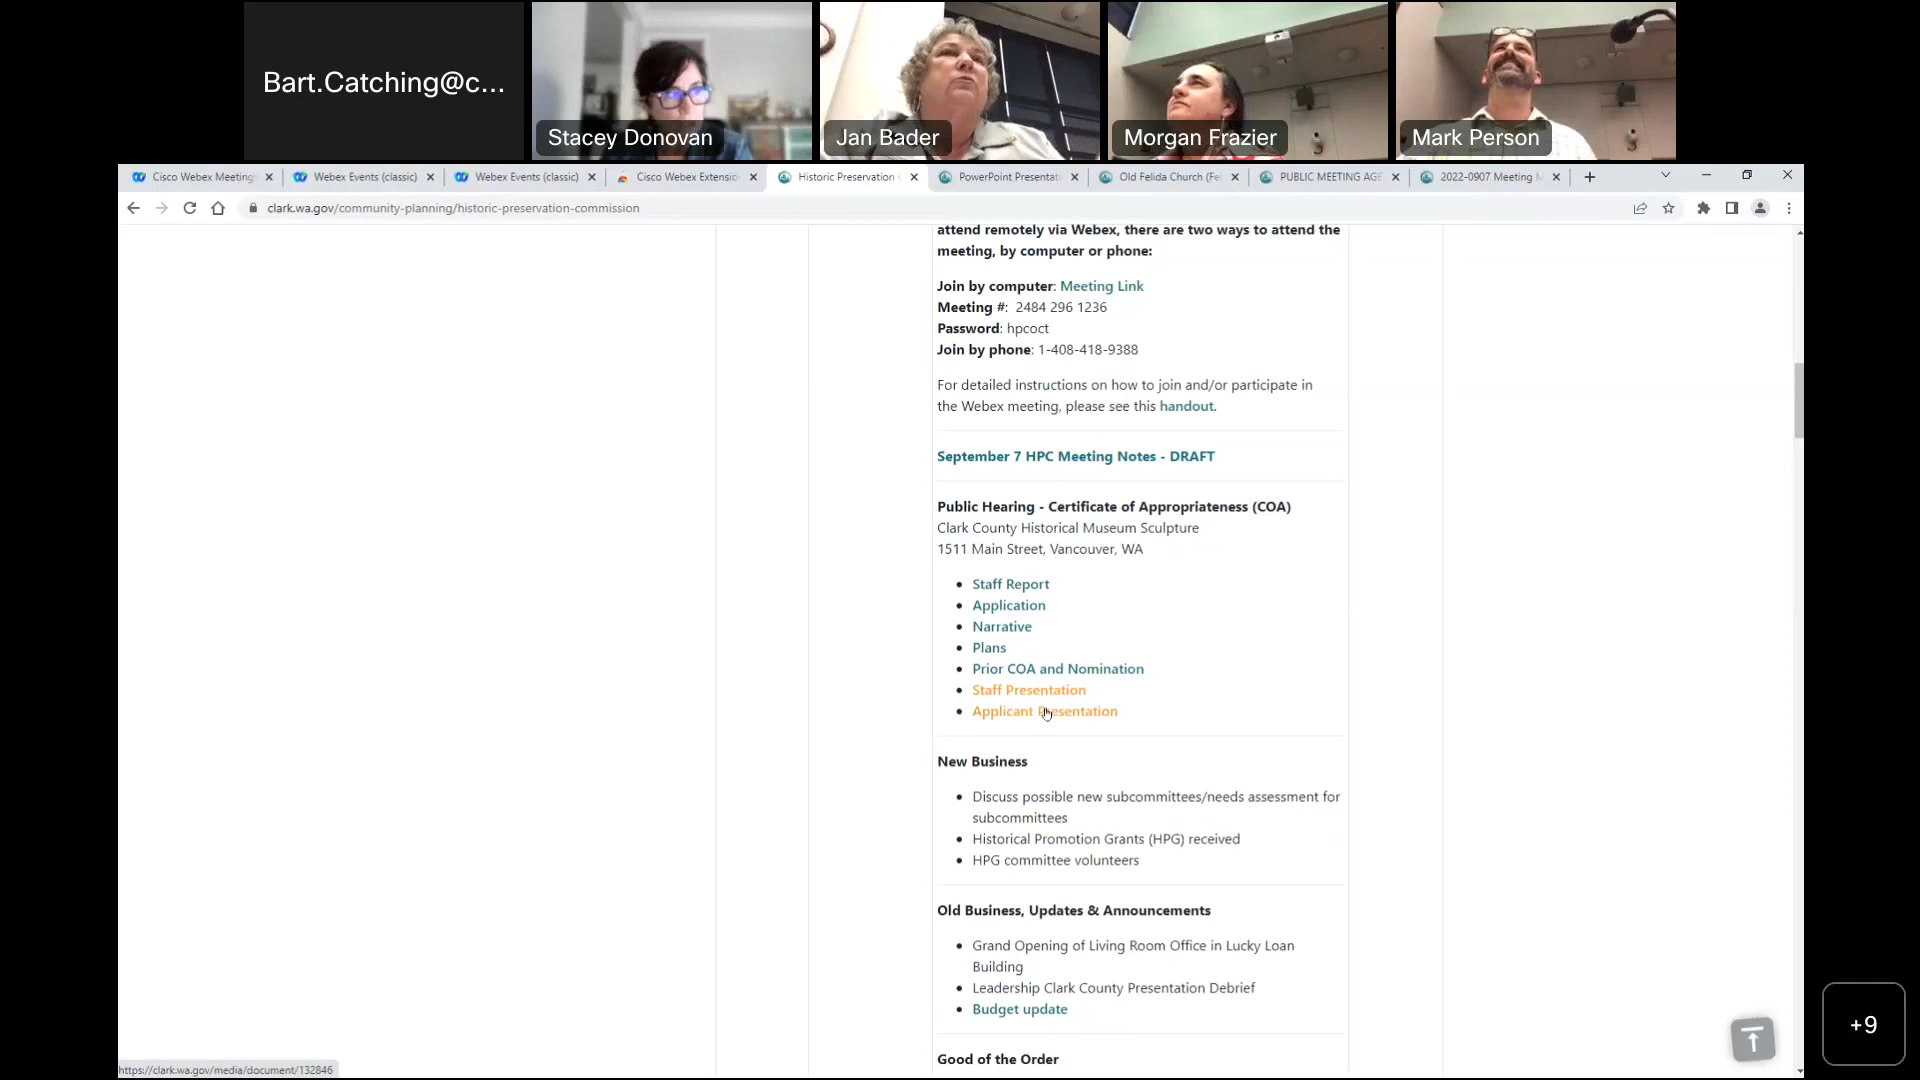 Bart.Catching@c...
Stacey Donovan
Jan Bader
Morgan Frazier
Mark Person
Cisco Webex Meeting
Webex Events (classic)
Webex Events (classic)
Cisco Webex Extensio
Historic Preservation
PowerPoint Presentat
Old Felida Church (Fe
PUBLIC MEETING AGE
2022-0907 Meeting
clark.wa.gov/community-planning/historic-preservation-commission
attend remotely via Webex, there are two ways to attend the
meeting, by computer or phone:
Join by computer: Meeting Link
Meeting #: 2484 296 1236
Password: hpcoct
Join by phone: 1-408-418-9388
For detailed instructions on how to join and/or participate in
the Webex meeting, please see this handout.
September 7 HPC Meeting Notes - DRAFT
Public Hearing - Certificate of Appropriateness (COA)
Clark County Historical Museum Sculpture
1511 Main Street, Vancouver, WA
• Staff Report
• Application
• Narrative
• Plans
• Prior COA and Nomination
• Staff Presentation
• Applicant Presentation
New Business
• Discuss possible new subcommittees/needs assessment for
subcommittees
• Historical Promotion Grants (HPG) received
• HPG committee volunteers
Old Business, Updates & Announcements
• Grand Opening of Living Room Office in Lucky Loan
Building
• Leadership Clark County Presentation Debrief
• Budget update
Good of the Order
https://clark.wa.gov/media/document/132846
+9